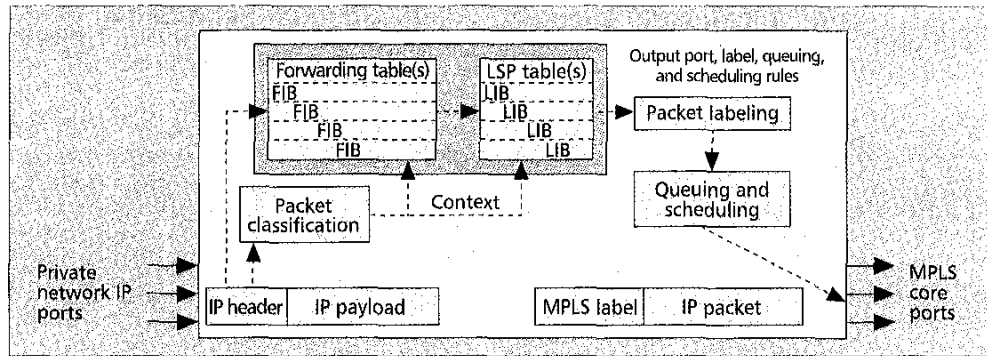 Forwarding table(s)
FIB
FIB
FIB
FIB
LSP table(s)
LIB
LIB
LIB
LIB
Output port, label, queuing,
and scheduling rules
Packet labeling
Queuing and
scheduling
Packet
classification
Context
Private
network IP
ports
IP header
IP payload
MPLS label
IP packet
MPLS
core
ports